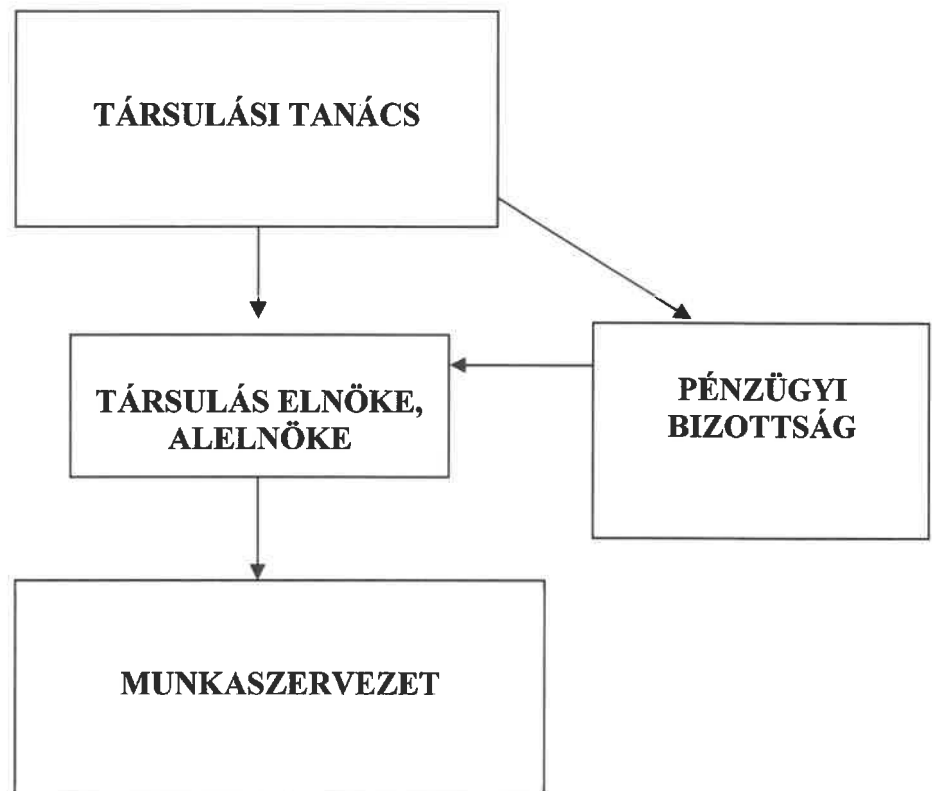 TÁRSULÁSI TANÁCS
TÁRSULÁS ELNÖKE,
ALELNÖKE
PÉNZÜGYI
BIZOTTSÁG
MUNKASZERVEZET